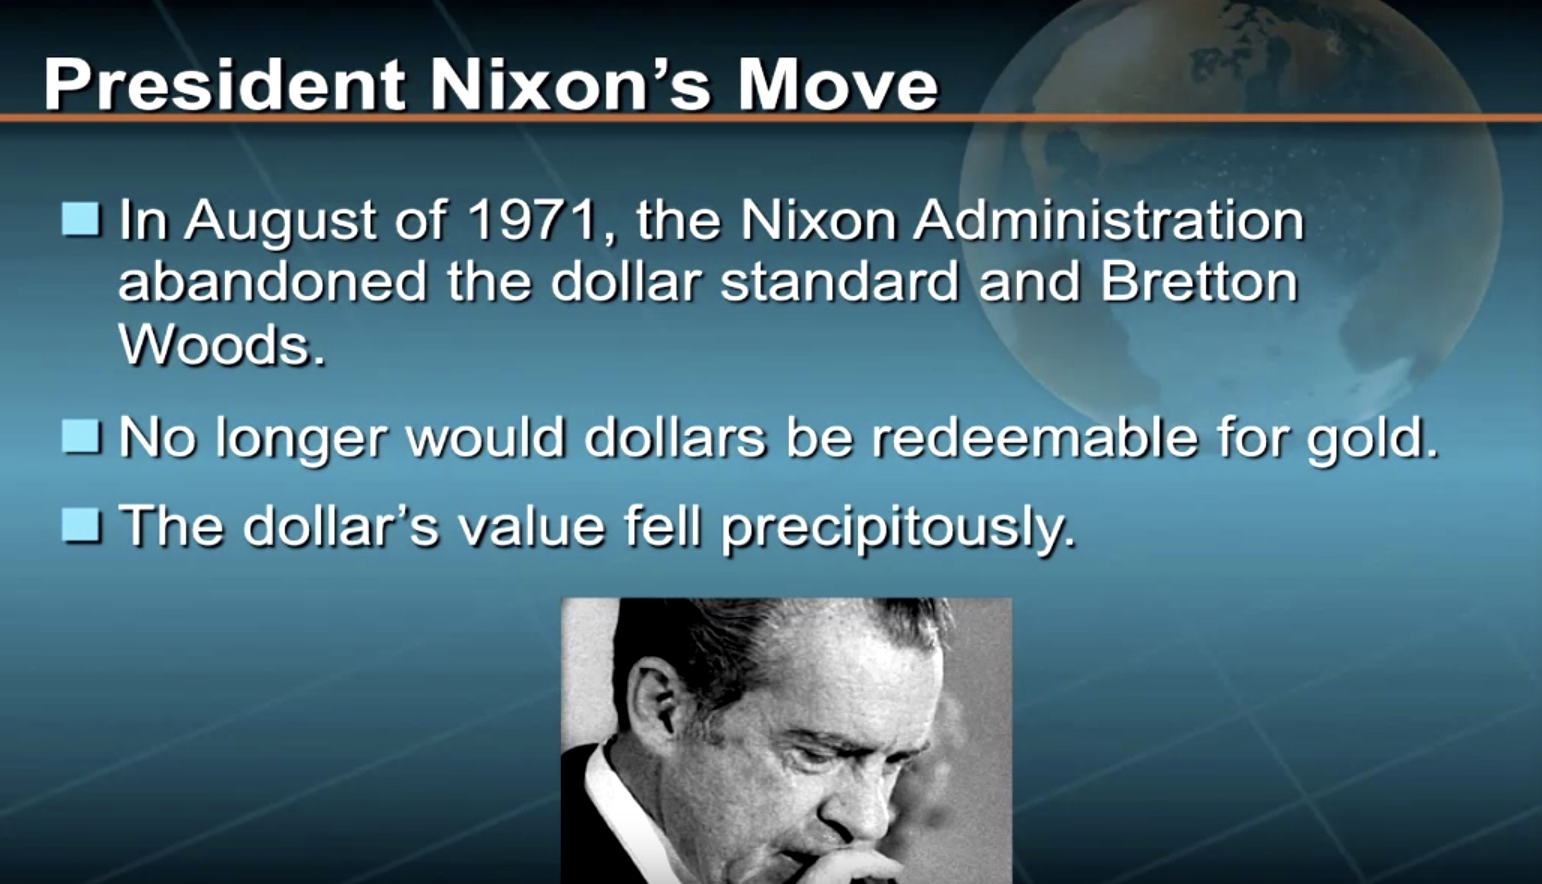 President Nixon’s Move
In August of 1971, the Nixon Administration
abandoned the dollar standard and Bretton
Woods.
No longer would dollars be redeemable for gold.
The dollar’s value fell precipitously.